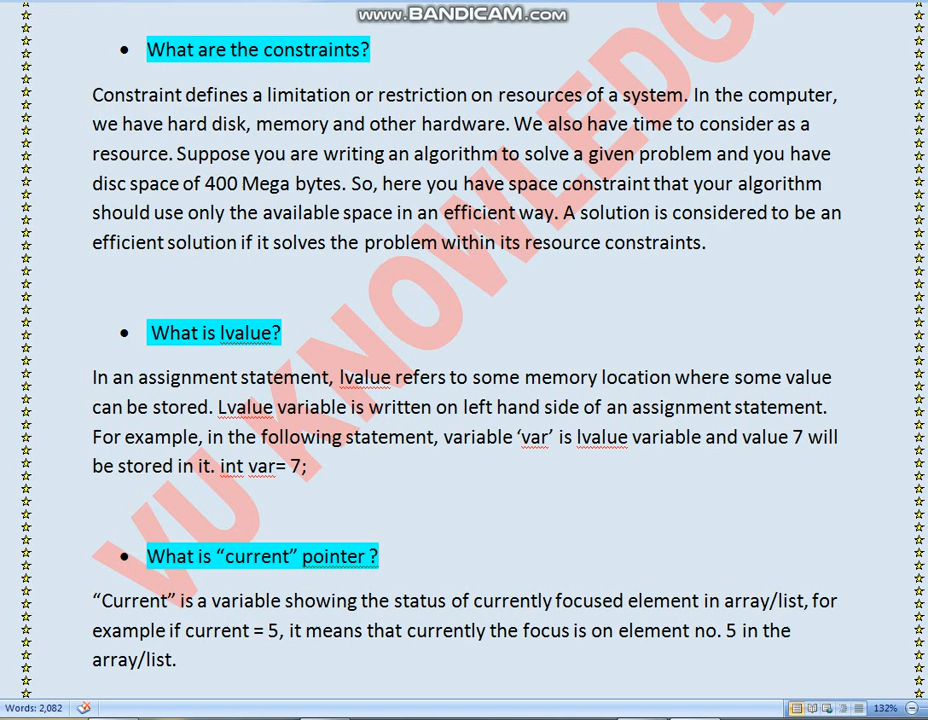 www.BANDICAM.com
• What are the constraints?
Constraint defines a limitation or restriction on resources of a system. In the computer,
we have hard disk, memory and other hardware. We also have time to consider as a
resource. Suppose you are writing an algorithm to solve a given problem and you have
disc space of 400 Mega bytes. So, here you have space constraint that your algorithm
should use only the available space in an efficient way. A solution is considered to be an
efficient solution if it solves the problem within its resource constraints.
• What is lvalue?
In an assignment statement, lvalue refers to some memory location where some value
can be stored. Lvalue variable is written on left hand side of an assignment statement.
For example, in the following statement, variable ‘var’ is lvalue variable and value 7 will
be stored in it. int var= 7;
• What is “current” pointer ?
“Current” is a variable showing the status of currently focused element in array/list, for
example if current = 5, it means that currently the focus is on element no. 5 in the
array/list.
VU KNOWLEDG
Words: 2,082
132%